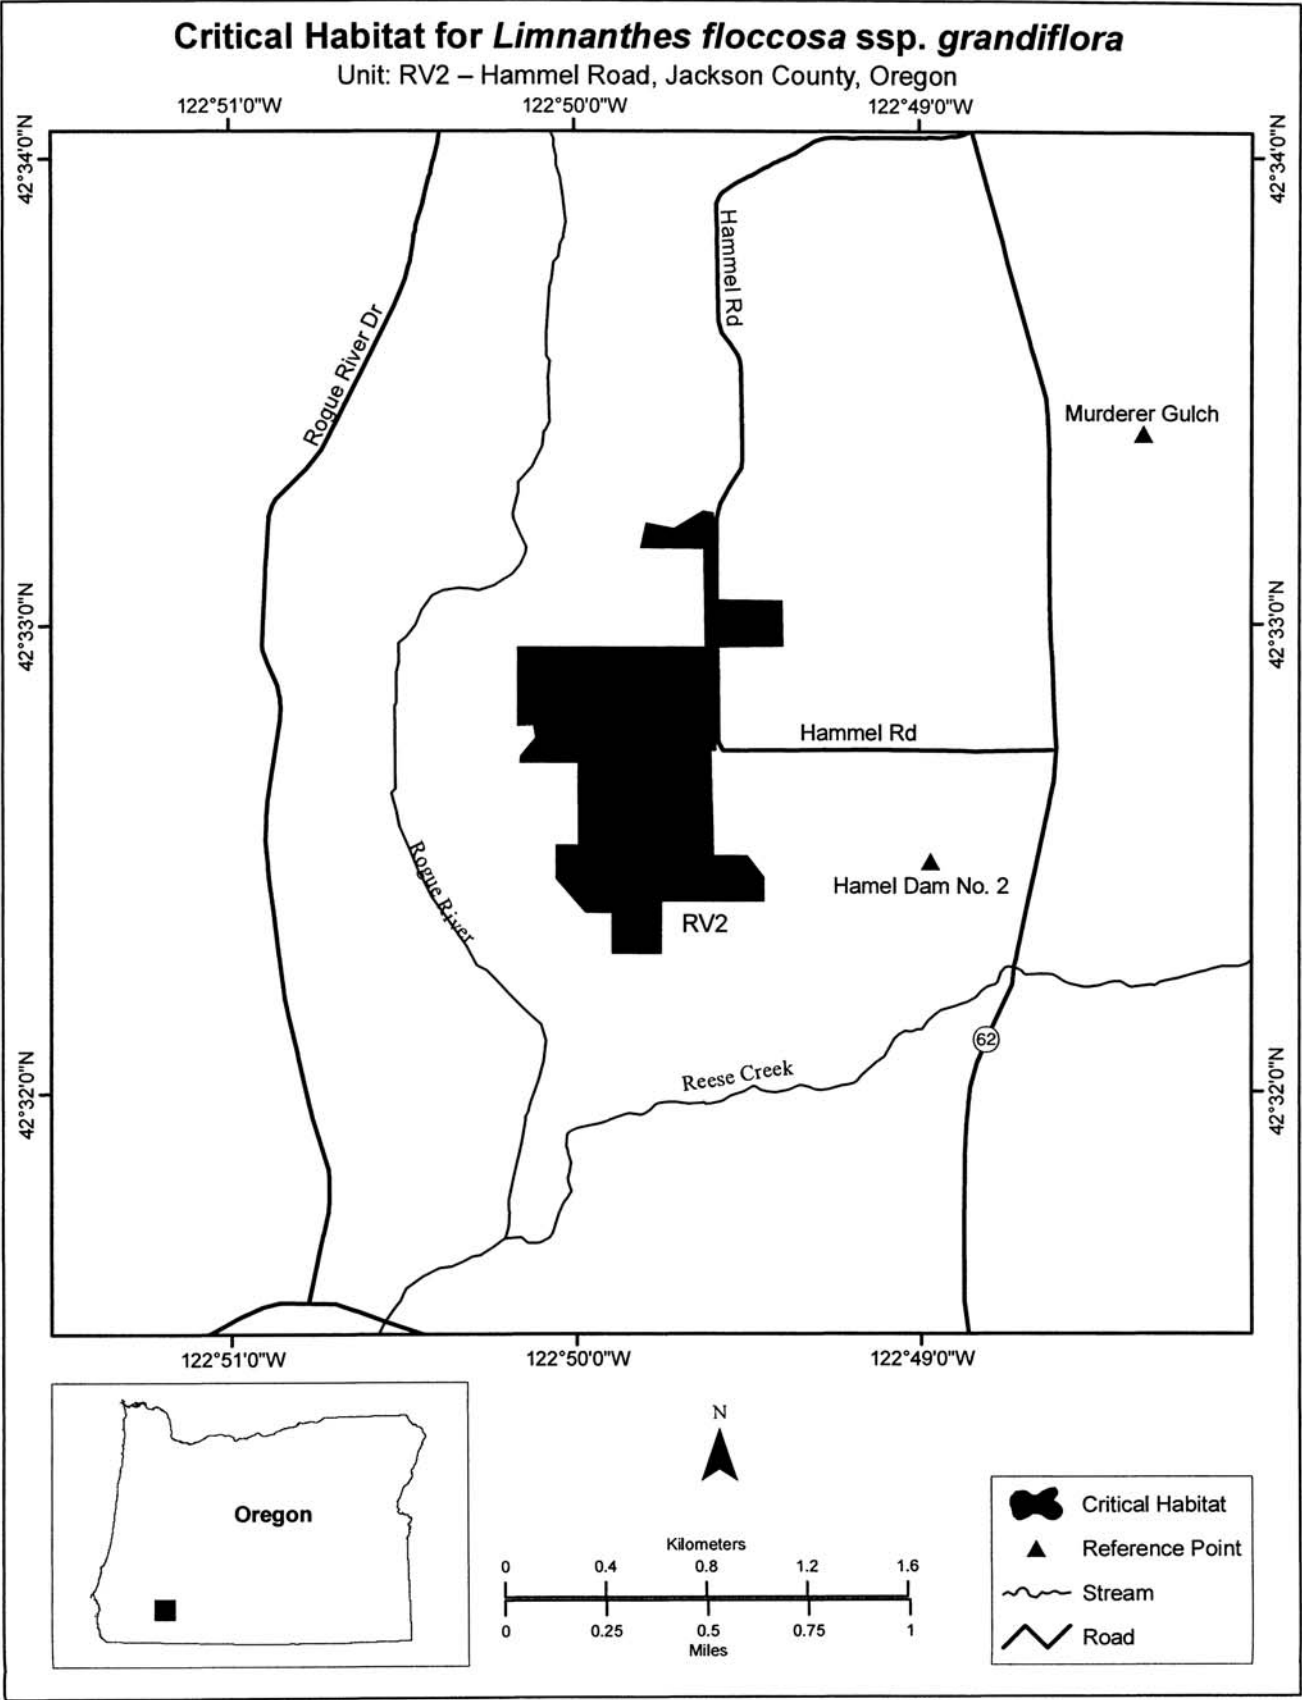 Critical Habitat for Limnanthes floccosa ssp. grandiflora
Unit: RV2 – Hammel Road, Jackson County, Oregon
122°51'0"W 122°50'0"W 122°49'0"W
42°34'0"N
42°34'0"N
Hammel Rd
Rogue River Dr
Murderer Gulch
42°33'0"N
42°33'0"N
Hammel Rd
Rogue River
Hamel Dam No. 2
RV2
62
Reese Creek
42°32'0"N
42°32'0"N
122°51'0"W 122°50'0"W 122°49'0"W
Oregon
N
Kilometers
0 0.4 0.8 1.2 1.6
0 0.25 0.5 0.75 1
Miles
Critical Habitat
Reference Point
Stream
Road